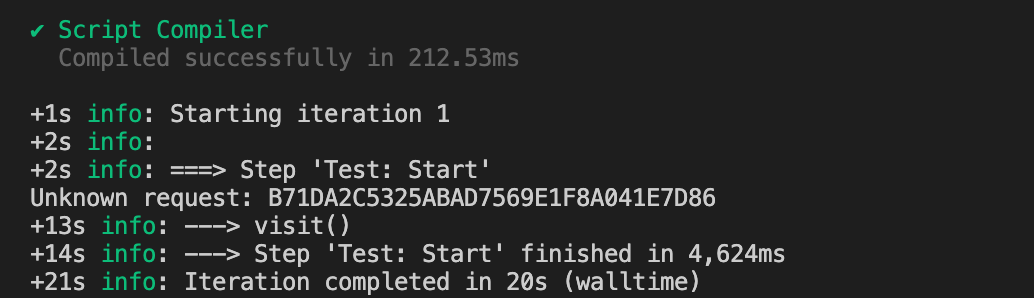 ✔ Script Compiler
Compiled successfully in 212.53ms
+1s info: Starting iteration 1
+2s info:
+2s info: ===> Step 'Test: Start'
Unknown request: B71DA2C5325ABAD7569E1F8A041E7D86
+13s info: ---> visit()
+14s info: ---> Step 'Test: Start' finished in 4,624ms
+21s info: Iteration completed in 20s (walltime)